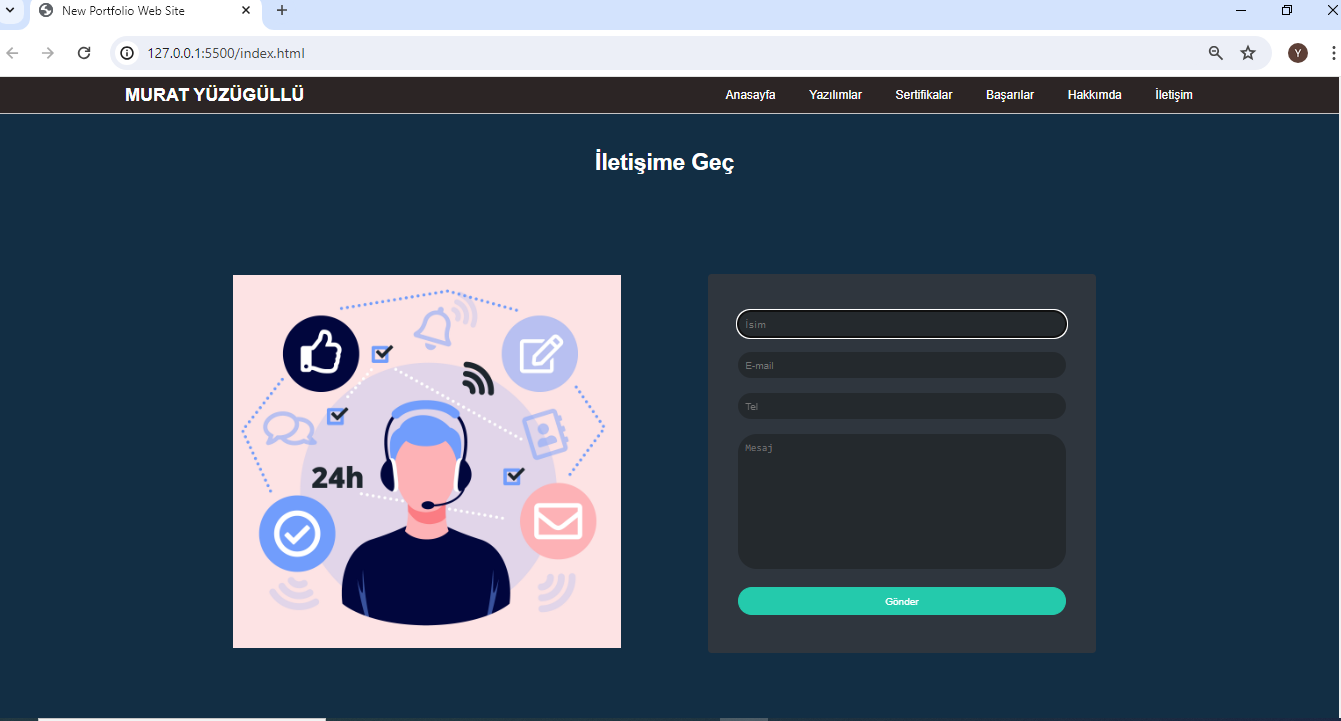 New Portfolio Web Site
127.0.0.1:5500/index.html
Y
MURAT YÜZÜGÜLLÜ
Anasayfa Yazılımlar Sertifikalar Başarılar Hakkımda İletişim
İletişime Geç
24h
İsim
E-mail
Tel
Mesaj
Gönder